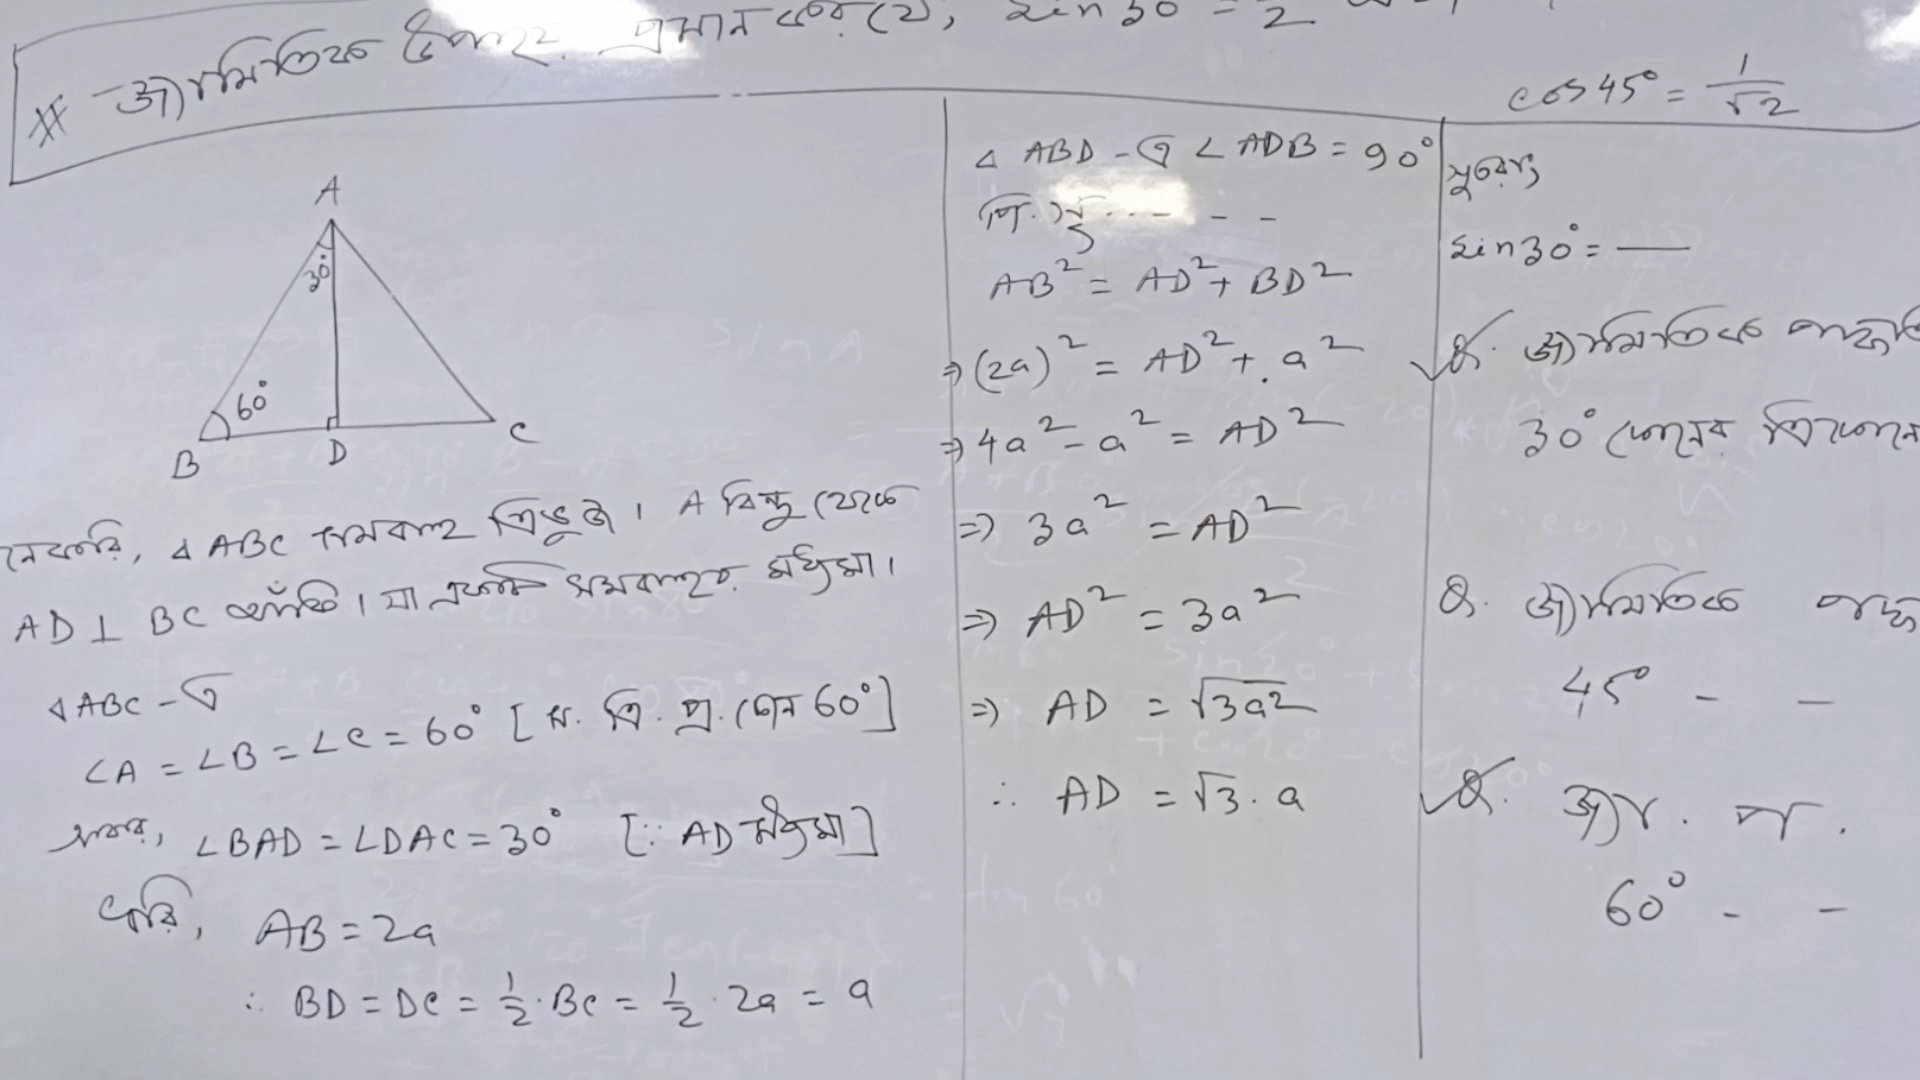 # জ্যামিতিক উপায়ে প্রমান কর যে, sin 30° = 1/2
cos 45° = 1/√2
A
30°
60°
B
D
C
মনেকরি, △ ABC সমবাহু ত্রিভুজ। A বিন্দু থেকে
AD ⊥ BC আঁকি। যা একটি সমবাহুর মধ্যমা।
△ ABC - এ
∠A = ∠B = ∠C = 60° [স. ত্রি. প্র. কোন 60°]
∠BAD = ∠DAC = 30° [∵ AD মধ্যমা]
ধরি, AB = 2a
∴ BD = DC = 1/2 · BC = 1/2 · 2a = a
△ ABD - এ ∠ADB = 90°
AB² = AD² + BD²
⇒ (2a)² = AD² + a²
⇒ 4a² - a² = AD²
⇒ 3a² = AD²
⇒ AD² = 3a²
⇒ AD = √3a²
∴ AD = √3 · a
সুতরাং,
sin 30° = —
Q. জ্যামিতিক
30° কোনের ত্রিকোন
Q. জ্যামিতিক
45° - -
Q. জ্যা. প.
60° - -